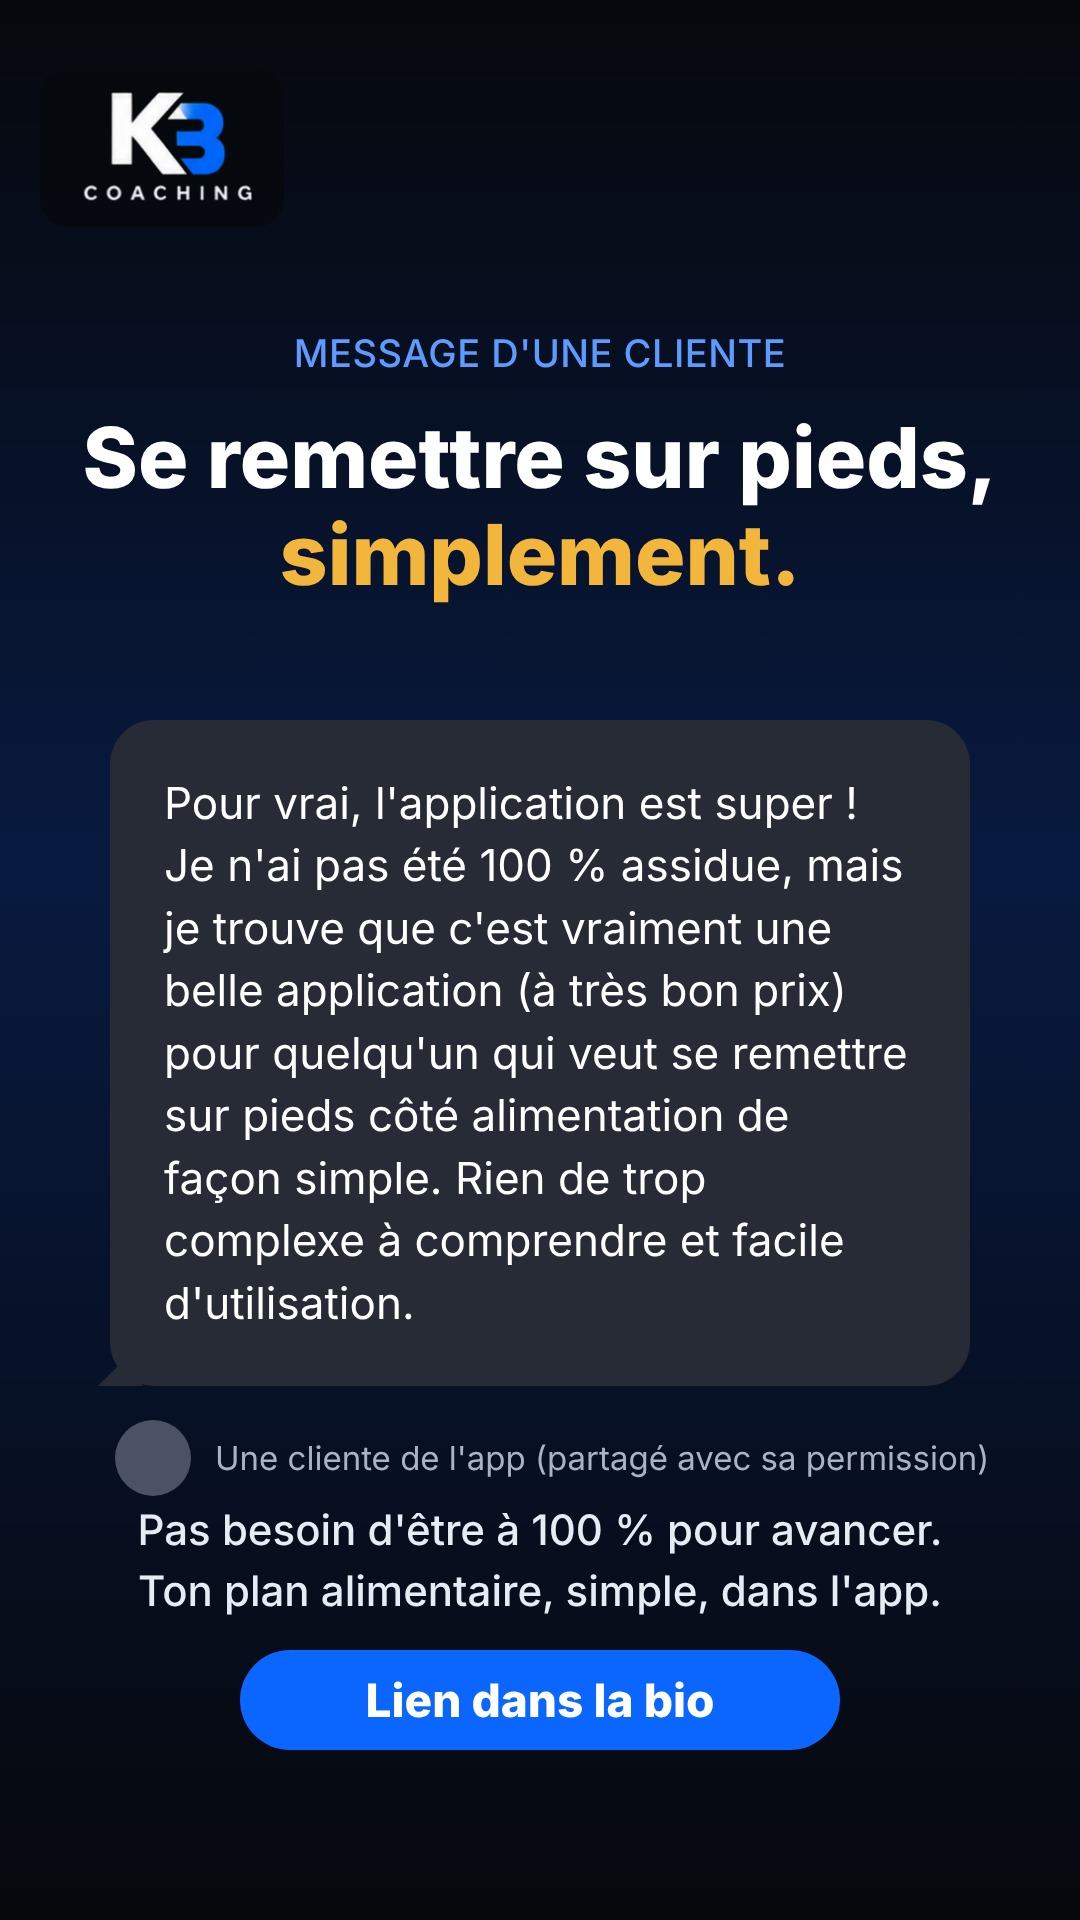 K3
COACHING
MESSAGE D'UNE CLIENTE
Se remettre sur pieds,
simplement.
Pour vrai, l'application est super !
Je n'ai pas été 100 % assidue, mais
je trouve que c'est vraiment une
belle application (à très bon prix)
pour quelqu'un qui veut se remettre
sur pieds côté alimentation de
façon simple. Rien de trop
complexe à comprendre et facile
d'utilisation.
Une cliente de l'app (partagé avec sa permission)
Pas besoin d'être à 100 % pour avancer.
Ton plan alimentaire, simple, dans l'app.
Lien dans la bio